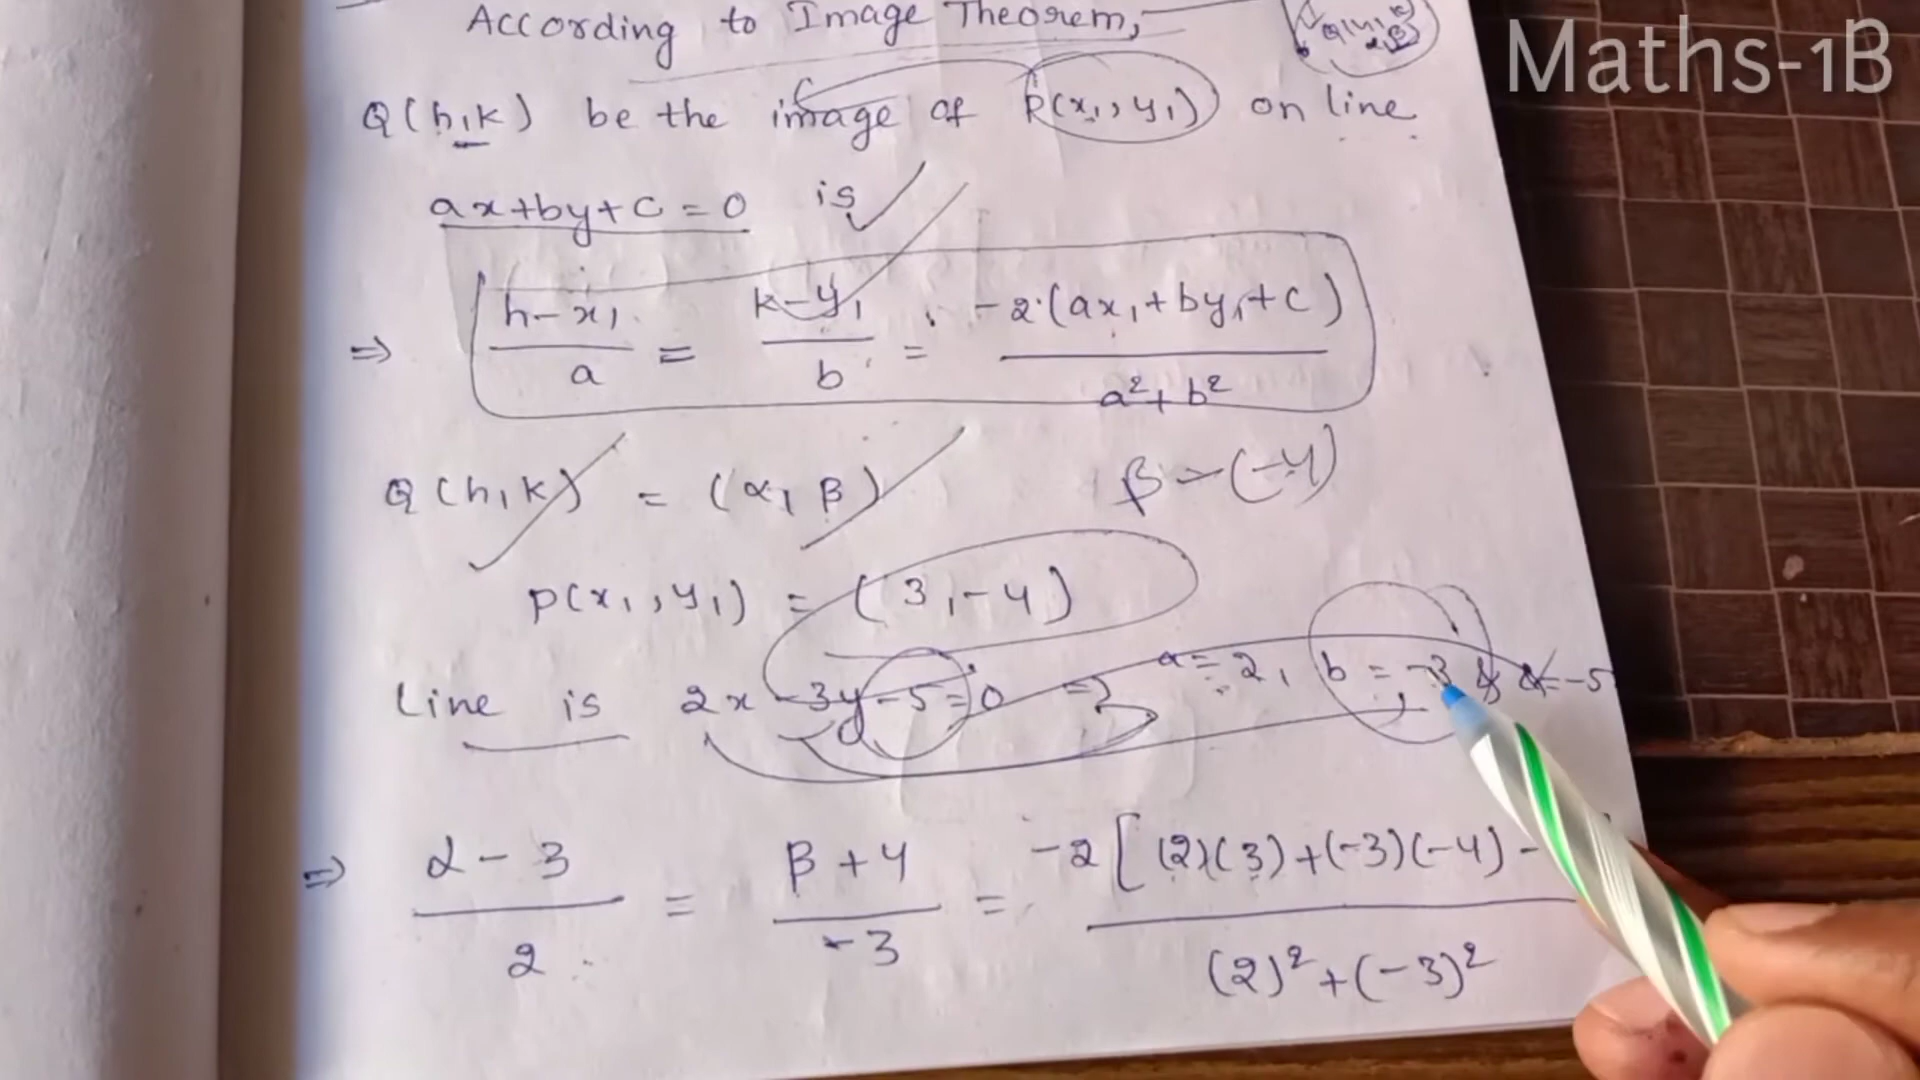 According to Image Theorem,
Maths-1B
Q(h,k) be the image of P(x₁, y₁) on line
ax+by+c=0 is
⇒ (h-x₁)/a = (k-y₁)/b = -2·(ax₁+by₁+c)/(a²+b²)
Q(h,k) = (α, β) β-(-4)
P(x₁, y₁) = (3,-4)
Line is 2x-3y-5=0 ⇒ a=2, b=-3 & =-5
⇒ (α-3)/2 = (β+4)/-3 = -2[(2)(3)+(-3)(-4)-/(2)²+(-3)²